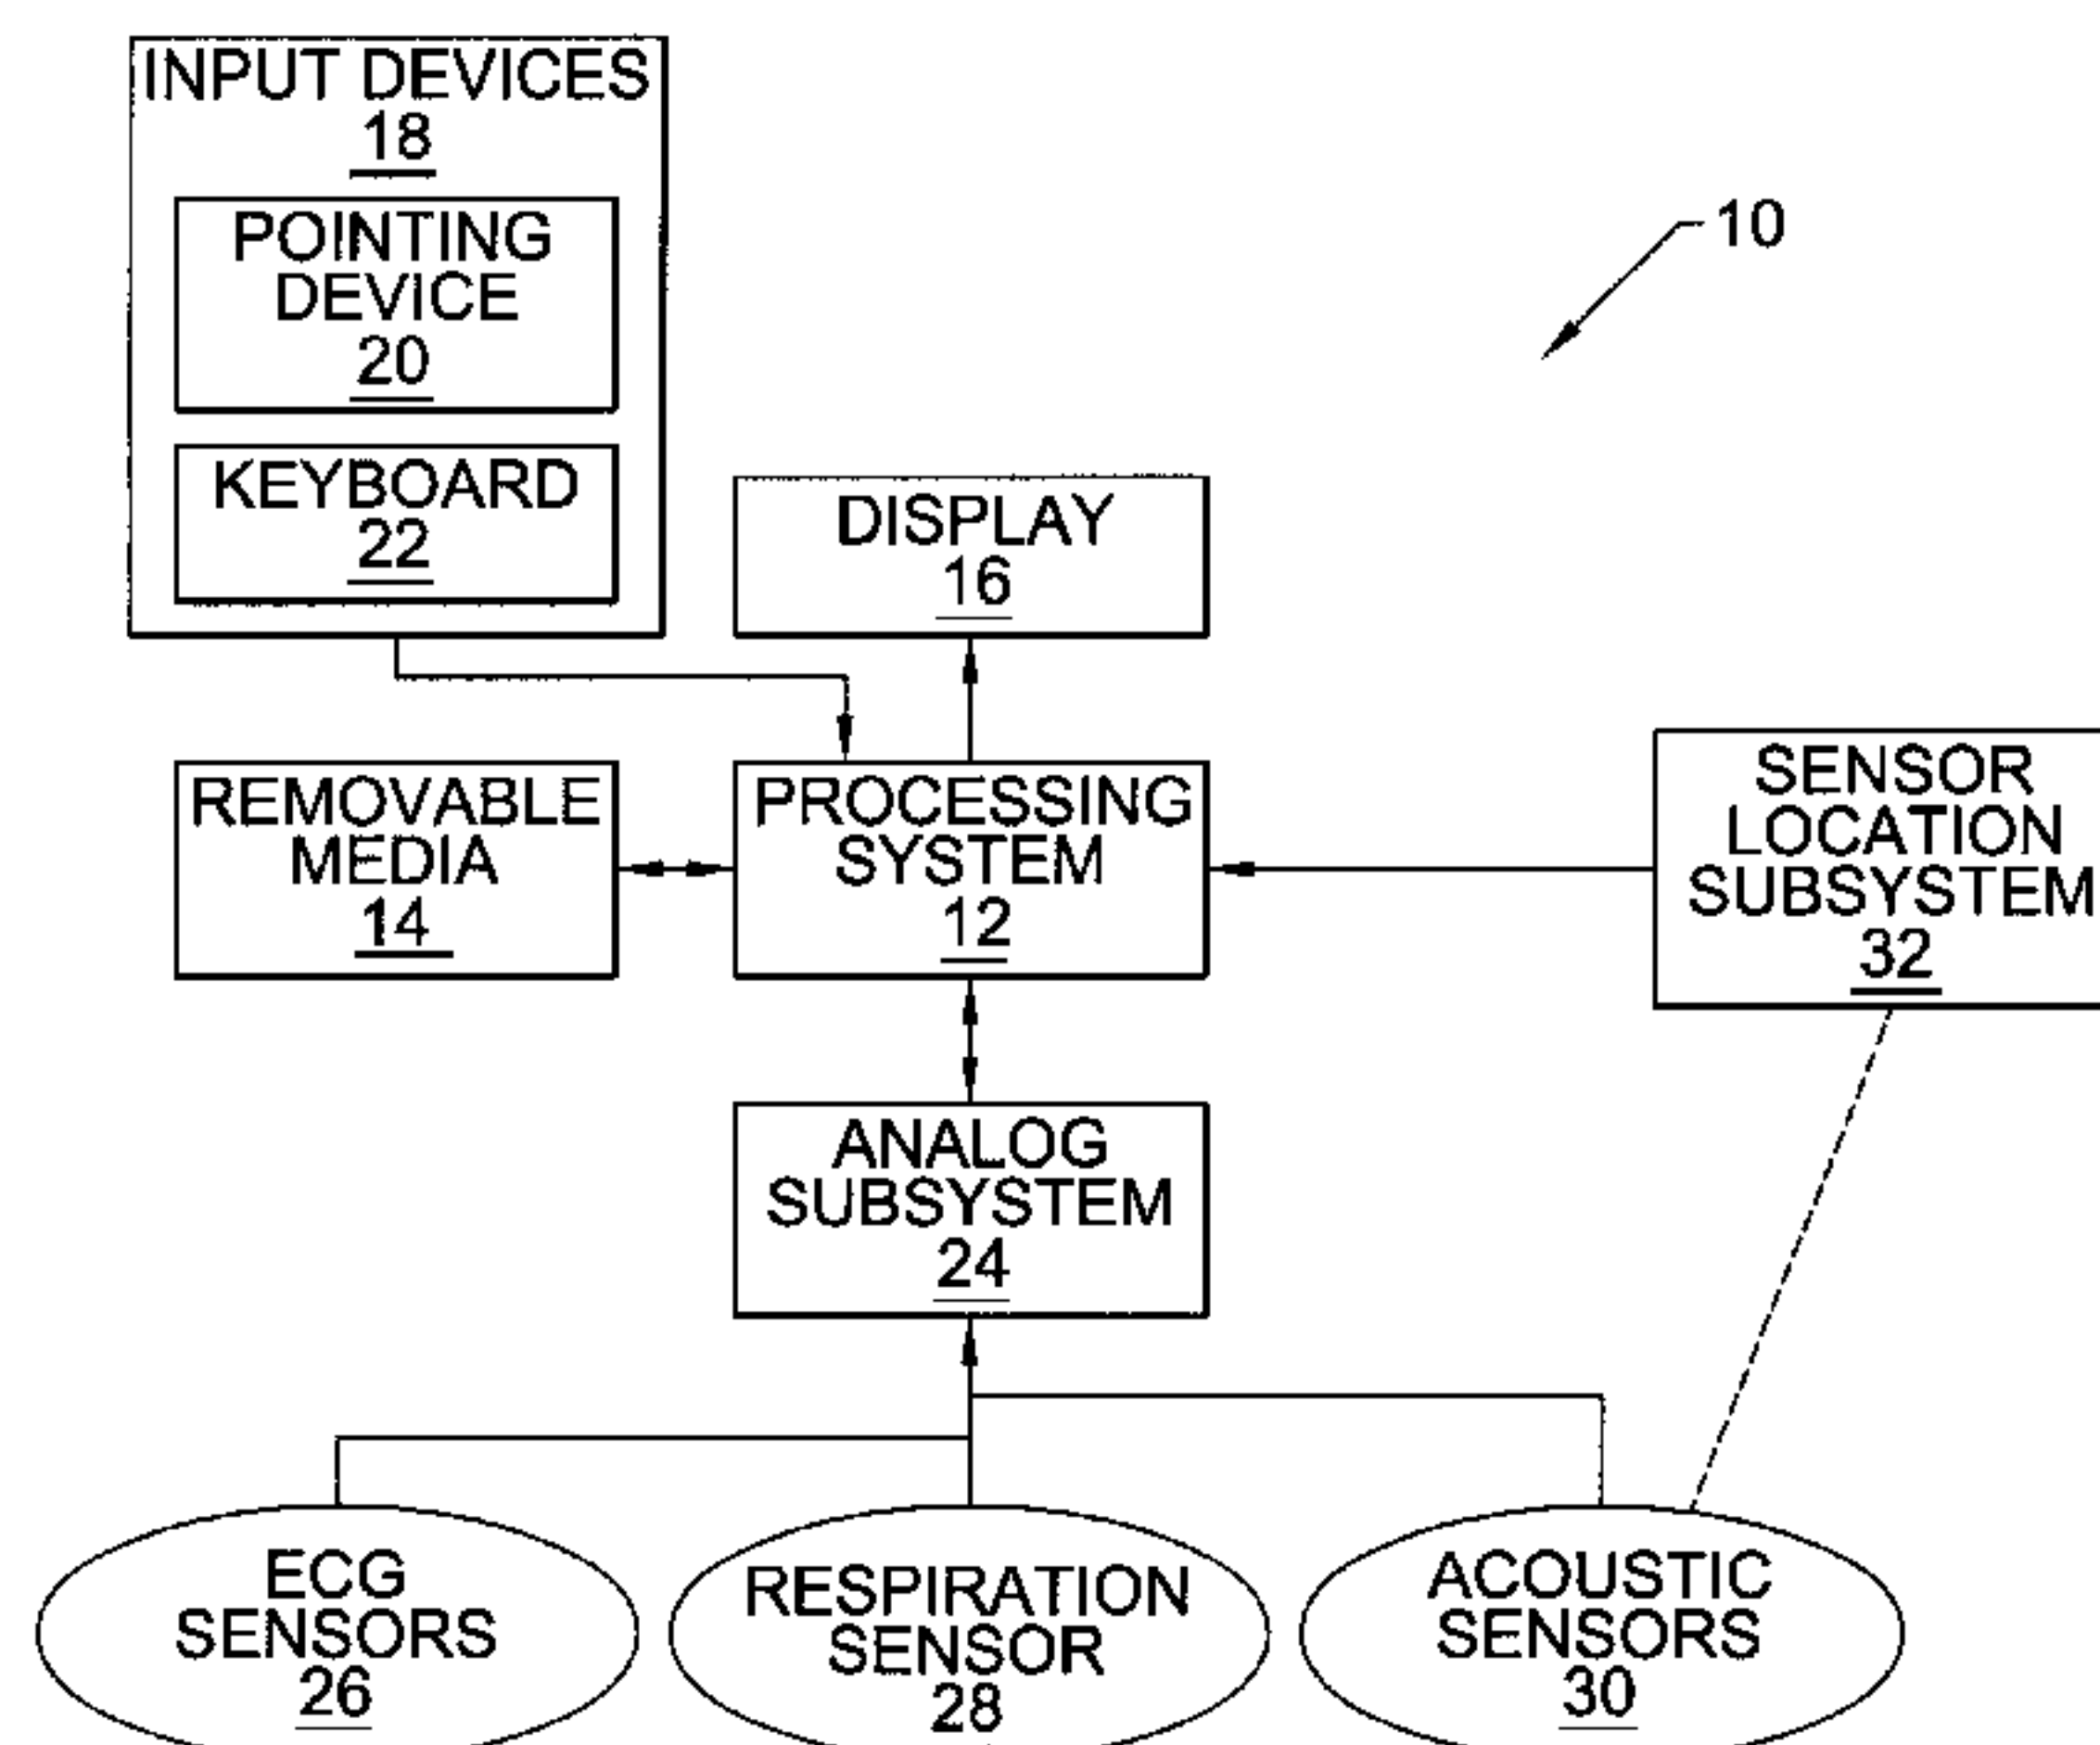 INPUT DEVICES
18
POINTING
DEVICE
20
KEYBOARD
22
10
DISPLAY
16
REMOVABLE
MEDIA
14
PROCESSING
SYSTEM
12
SENSOR
LOCATION
SUBSYSTEM
32
ANALOG
SUBSYSTEM
24
ECG
SENSORS
26
RESPIRATION
SENSOR
28
ACOUSTIC
SENSORS
30